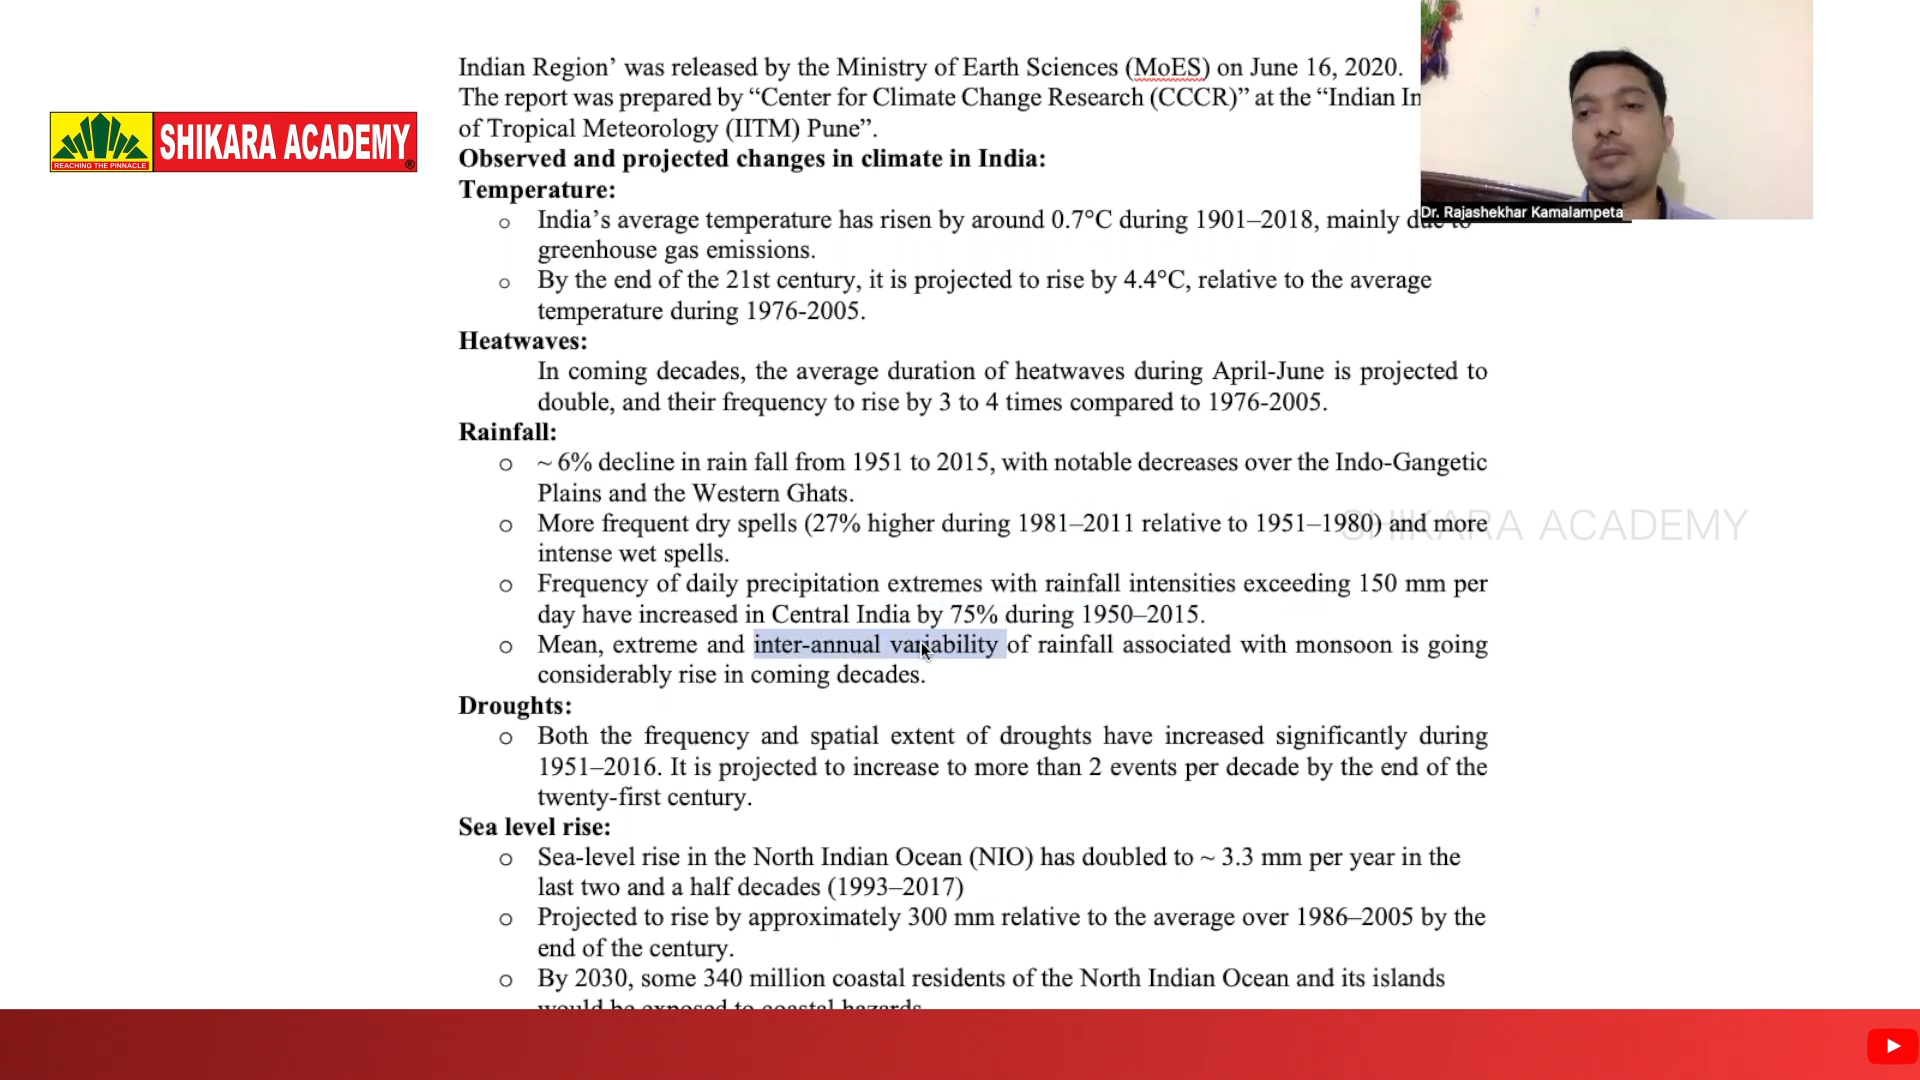 Indian Region’ was released by the Ministry of Earth Sciences (MoES) on June 16, 2020.
The report was prepared by “Center for Climate Change Research (CCCR)” at the “Indian In
of Tropical Meteorology (IITM) Pune”.
SHIKARA ACADEMY
REACHING THE PINNACLE
®
Observed and projected changes in climate in India:
Temperature:
o India’s average temperature has risen by around 0.7°C during 1901–2018, mainly due to
greenhouse gas emissions.
Dr. Rajashekhar Kamalampeta
o By the end of the 21st century, it is projected to rise by 4.4°C, relative to the average
temperature during 1976-2005.
Heatwaves:
In coming decades, the average duration of heatwaves during April-June is projected to
double, and their frequency to rise by 3 to 4 times compared to 1976-2005.
Rainfall:
o ~ 6% decline in rain fall from 1951 to 2015, with notable decreases over the Indo-Gangetic
Plains and the Western Ghats.
o More frequent dry spells (27% higher during 1981–2011 relative to 1951–1980) and more
intense wet spells.
SHIKARA ACADEMY
o Frequency of daily precipitation extremes with rainfall intensities exceeding 150 mm per
day have increased in Central India by 75% during 1950–2015.
o Mean, extreme and inter-annual variability of rainfall associated with monsoon is going
considerably rise in coming decades.
Droughts:
o Both the frequency and spatial extent of droughts have increased significantly during
1951–2016. It is projected to increase to more than 2 events per decade by the end of the
twenty-first century.
Sea level rise:
o Sea-level rise in the North Indian Ocean (NIO) has doubled to ~ 3.3 mm per year in the
last two and a half decades (1993–2017)
o Projected to rise by approximately 300 mm relative to the average over 1986–2005 by the
end of the century.
o By 2030, some 340 million coastal residents of the North Indian Ocean and its islands
would be exposed to coastal hazards